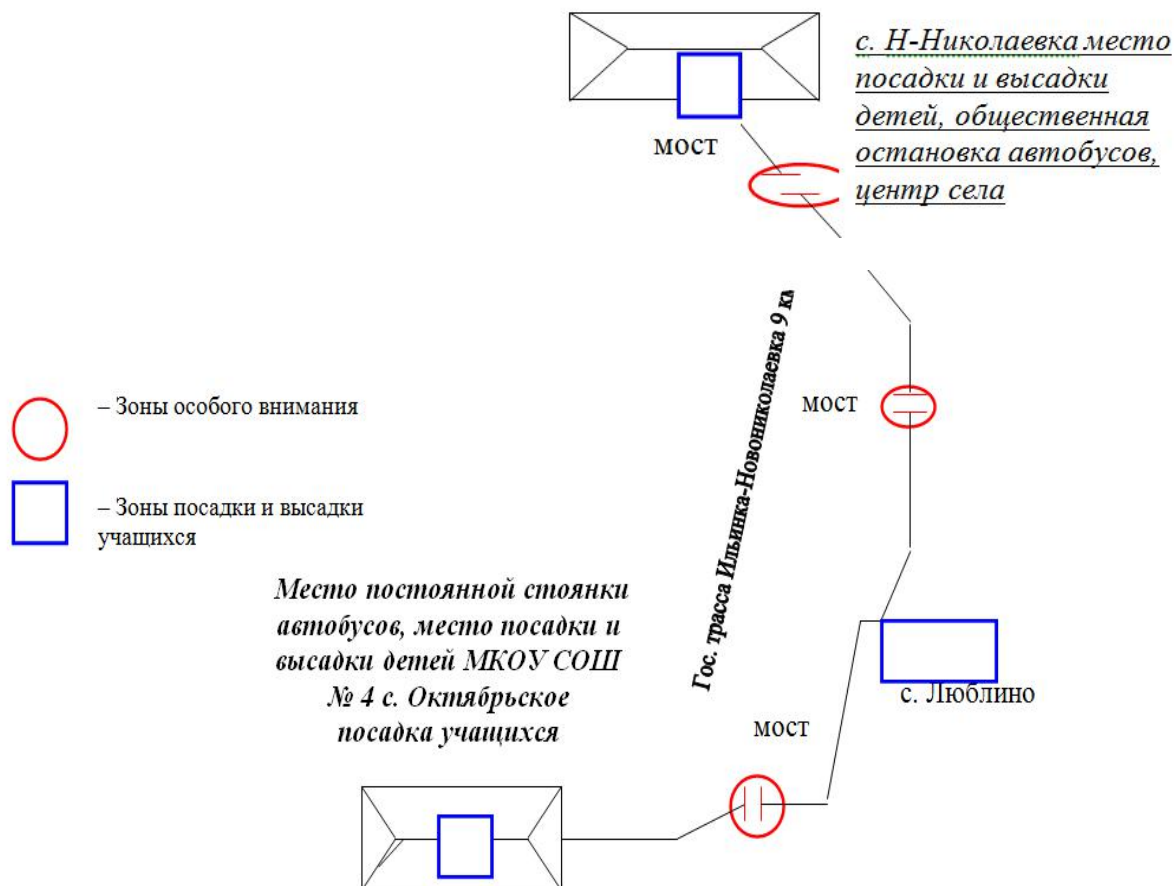 с. Н-Николаевка место
посадки и высадки
детей, общественная
остановка автобусов,
центр села
мост
Гос. трасса Ильинка-Новониколаевка 9 км
мост
– Зоны особого внимания
– Зоны посадки и высадки
учащихся
Место постоянной стоянки
автобусов, место посадки и
высадки детей МКОУ СОШ
№ 4 с. Октябрьское
посадка учащихся
с. Люблино
мост